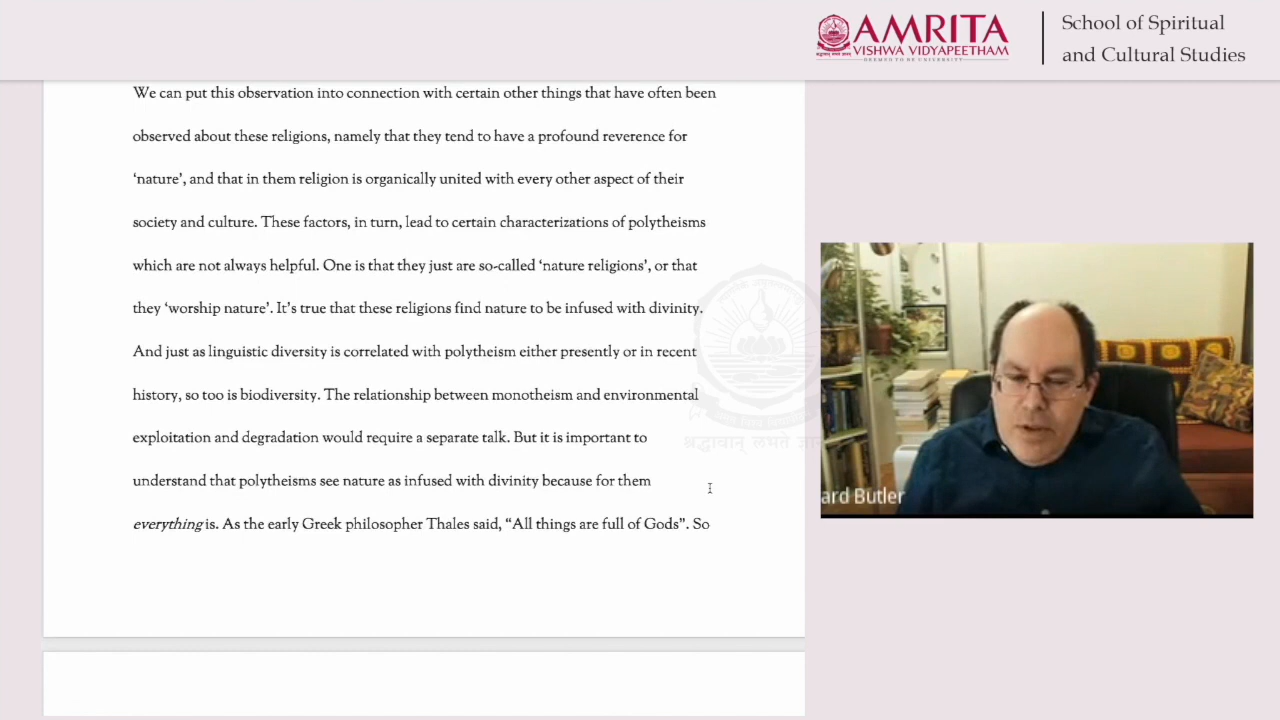 AMRITA
VISHWA VIDYAPEETHAM
DEEMED TO BE UNIVERSITY
School of Spiritual
and Cultural Studies
We can put this observation into connection with certain other things that have often been
observed about these religions, namely that they tend to have a profound reverence for
‘nature’, and that in them religion is organically united with every other aspect of their
society and culture. These factors, in turn, lead to certain characterizations of polytheisms
which are not always helpful. One is that they just are so-called ‘nature religions’, or that
they ‘worship nature’. It’s true that these religions find nature to be infused with divinity.
And just as linguistic diversity is correlated with polytheism either presently or in recent
history, so too is biodiversity. The relationship between monotheism and environmental
exploitation and degradation would require a separate talk. But it is important to
understand that polytheisms see nature as infused with divinity because for them
everything is. As the early Greek philosopher Thales said, “All things are full of Gods”. So
श्रद्धावान् लभते
ard Butler